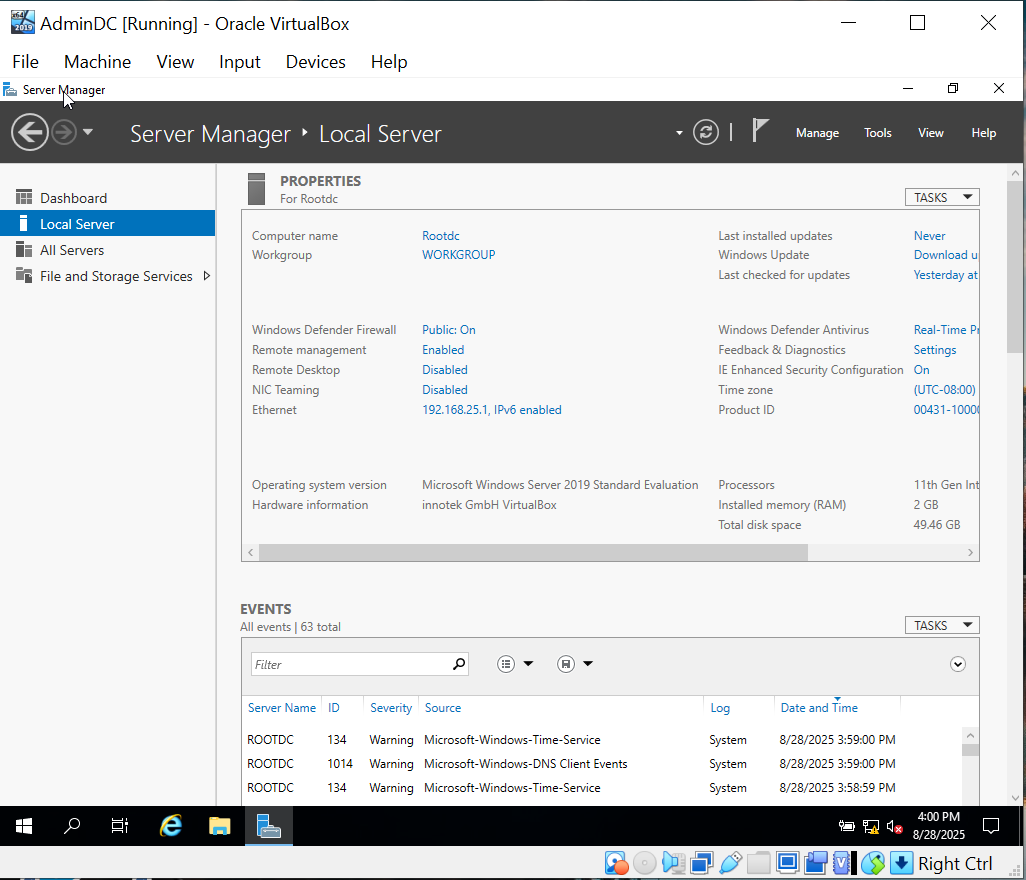 AdminDC [Running] - Oracle VirtualBox
File Machine View Input Devices Help
Server Manager
Server Manager Local Server
Manage Tools View Help
Dashboard
Local Server
All Servers
File and Storage Services
PROPERTIES
For Rootdc
TASKS
Computer name Rootdc Last installed updates Never
Workgroup WORKGROUP Windows Update Download u
Last checked for updates Yesterday at
Windows Defender Firewall Public: On Windows Defender Antivirus Real-Time Pr
Remote management Enabled Feedback & Diagnostics Settings
Remote Desktop Disabled IE Enhanced Security Configuration On
NIC Teaming Disabled Time zone (UTC-08:00)
Ethernet 192.168.25.1, IPv6 enabled Product ID 00431-10000
Operating system version Microsoft Windows Server 2019 Standard Evaluation Processors 11th Gen Int
Hardware information innotek GmbH VirtualBox Installed memory (RAM) 2 GB
Total disk space 49.46 GB
EVENTS
All events | 63 total
TASKS
Filter
Server Name ID Severity Source Log Date and Time
ROOTDC 134 Warning Microsoft-Windows-Time-Service System 8/28/2025 3:59:00 PM
ROOTDC 1014 Warning Microsoft-Windows-DNS Client Events System 8/28/2025 3:59:00 PM
ROOTDC 134 Warning Microsoft-Windows-Time-Service System 8/28/2025 3:58:59 PM
4:00 PM
8/28/2025
Right Ctrl